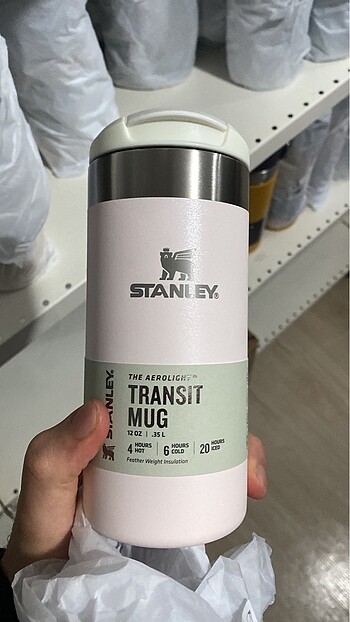 STANLEY®
STANLEY®
THE AEROLIGHT™
TRANSIT
MUG
12 OZ | .35 L
4 HOURS HOT | 6 HOURS COLD | 20 HOURS ICED
Feather Weight Insulation